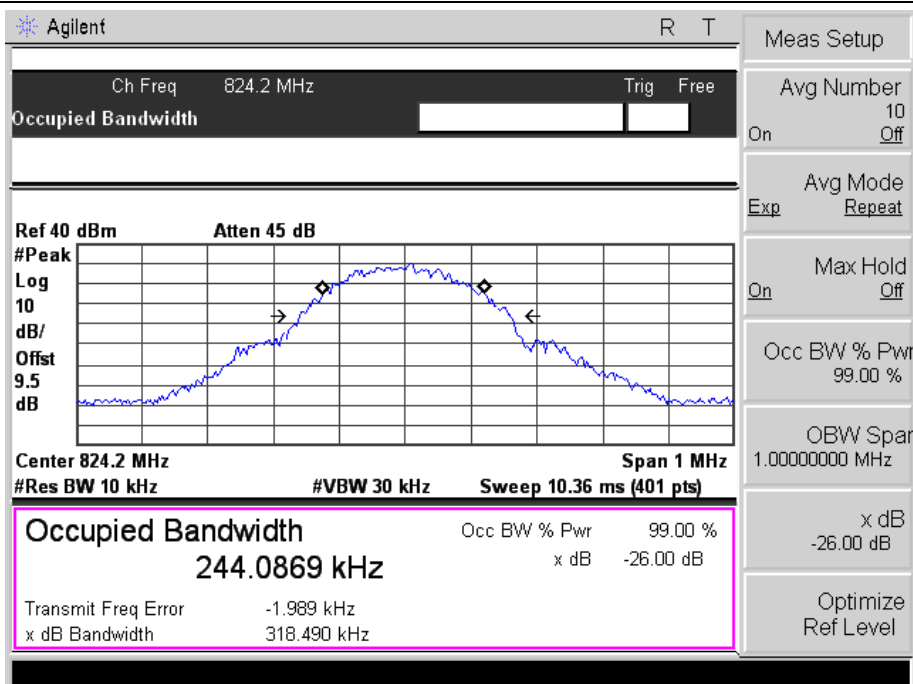 Agilent R T
Ch Freq 824.2 MHz Trig Free
Occupied Bandwidth
Ref 40 dBm Atten 45 dB
#Peak
Log
10
dB/
Offst
9.5
dB
Center 824.2 MHz Span 1 MHz
#Res BW 10 kHz #VBW 30 kHz Sweep 10.36 ms (401 pts)
Occupied Bandwidth Occ BW % Pwr 99.00 %
244.0869 kHz x dB -26.00 dB
Transmit Freq Error -1.989 kHz
x dB Bandwidth 318.490 kHz
Meas Setup
Avg Number
10
On Off
Avg Mode
Exp Repeat
Max Hold
On Off
Occ BW % Pwr
99.00 %
OBW Span
1.00000000 MHz
x dB
-26.00 dB
Optimize
Ref Level